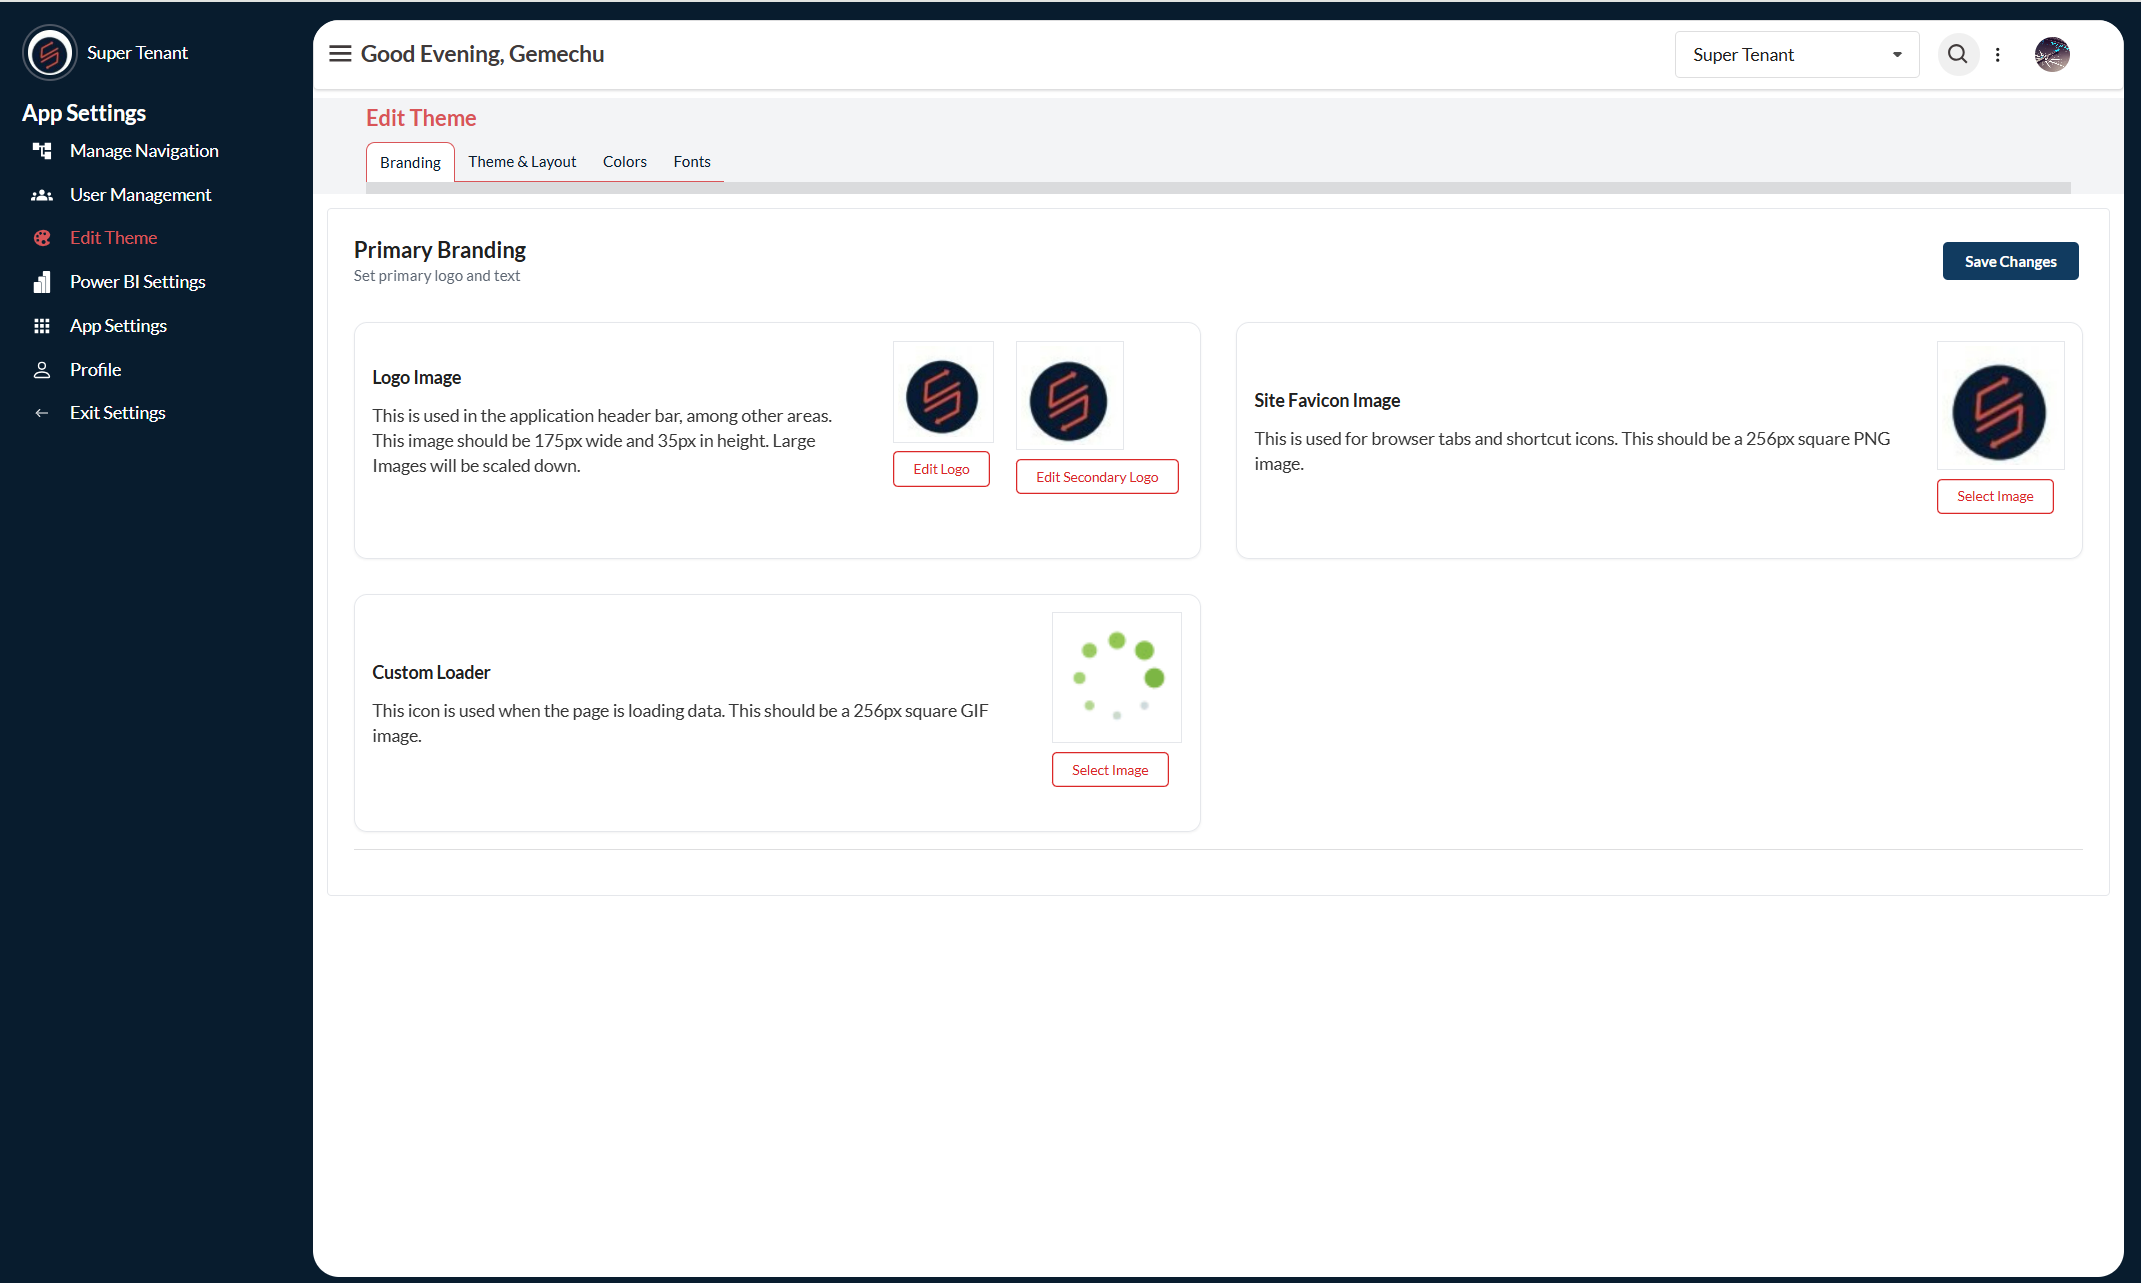 Super Tenant
App Settings
Manage Navigation
User Management
Edit Theme
Power BI Settings
App Settings
Profile
Exit Settings
Good Evening, Gemechu
Super Tenant
Edit Theme
Branding
Theme & Layout
Colors
Fonts
Primary Branding
Set primary logo and text
Save Changes
Logo Image
This is used in the application header bar, among other areas.
This image should be 175px wide and 35px in height. Large
Images will be scaled down.
Edit Logo
Edit Secondary Logo
Site Favicon Image
This is used for browser tabs and shortcut icons. This should be a 256px square PNG
image.
Select Image
Custom Loader
This icon is used when the page is loading data. This should be a 256px square GIF
image.
Select Image